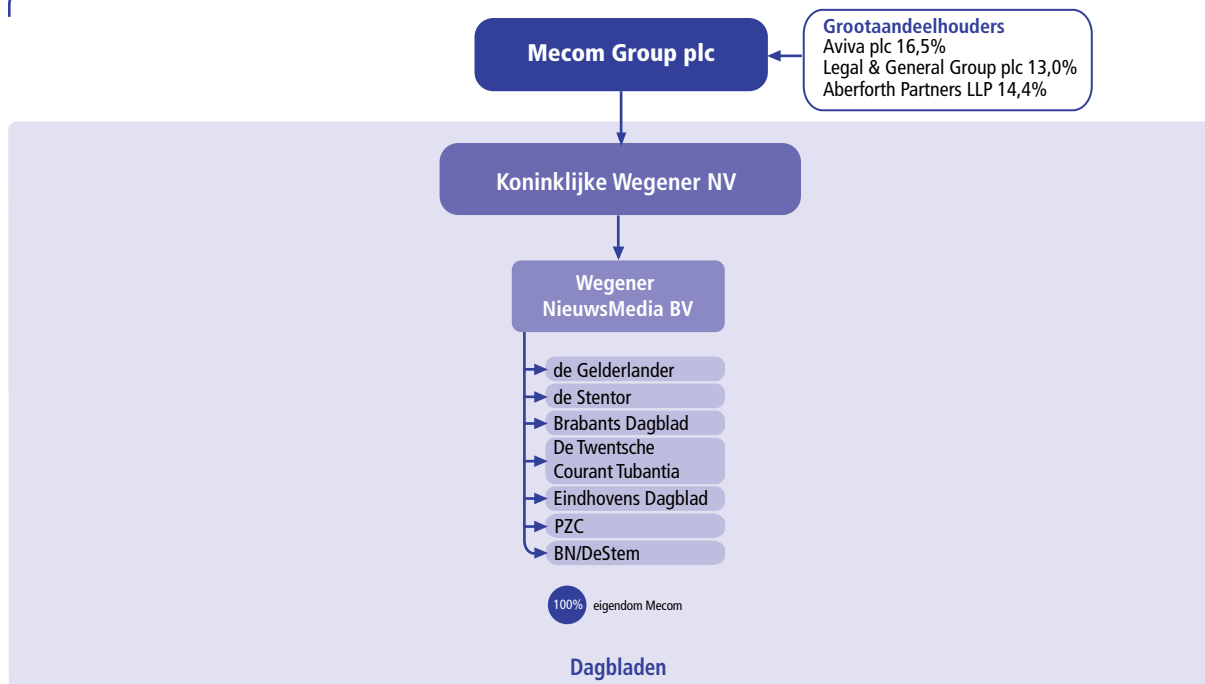 Mecom Group plc
Grootaandeelhouders
Aviva plc 16,5%
Legal & General Group plc 13,0%
Aberforth Partners LLP 14,4%
Koninklijke Wegener NV
Wegener
NieuwsMedia BV
de Gelderlander
de Stentor
Brabants Dagblad
De Twentsche
Courant Tubantia
Eindhovens Dagblad
PZC
BN/DeStem
100% eigendom Mecom
Dagbladen